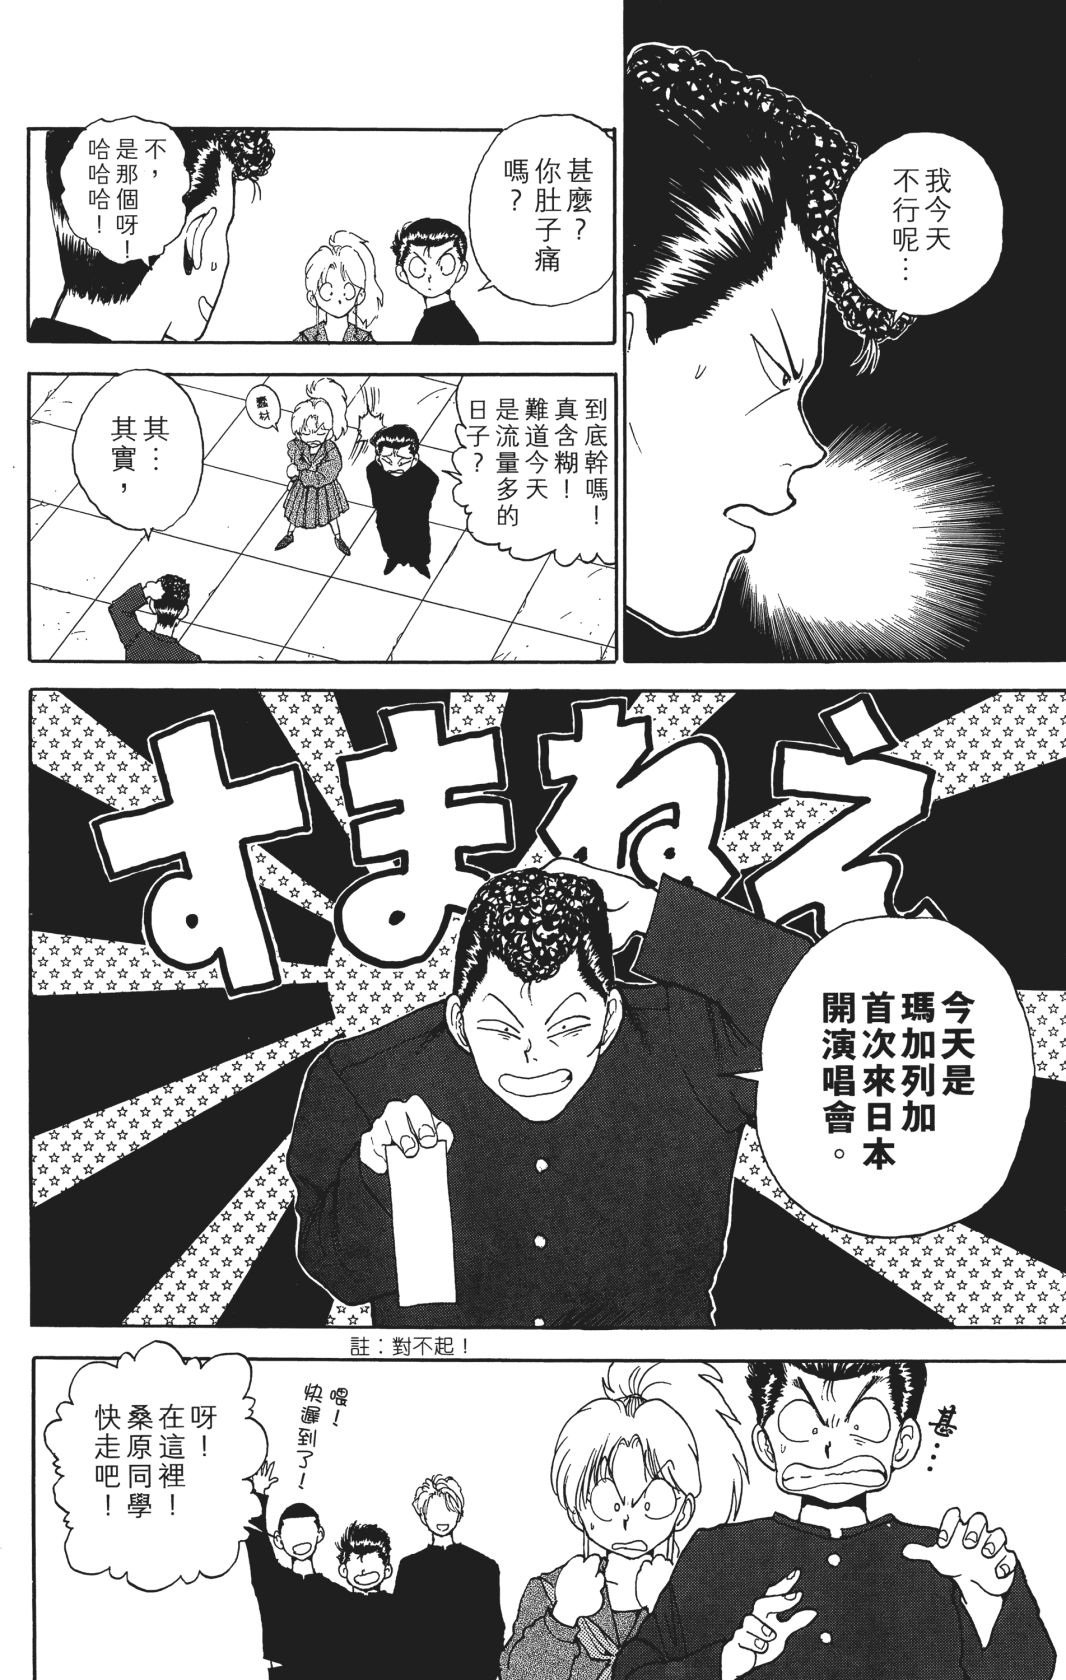 我今天
不行呢…
甚麼？
你肚子痛
嗎？
不，
是那個呀！
哈哈哈！
到底幹嗎！
真含糊！
難道今天
是流量多的
日子？
蠢材
其…
其實，
すまねえ
今天是
瑪加列加
首次來日本
開演唱會。
註：對不起！
甚…
喂！
快遲到了！
呀！
在這裡！
桑原同學
快走吧！